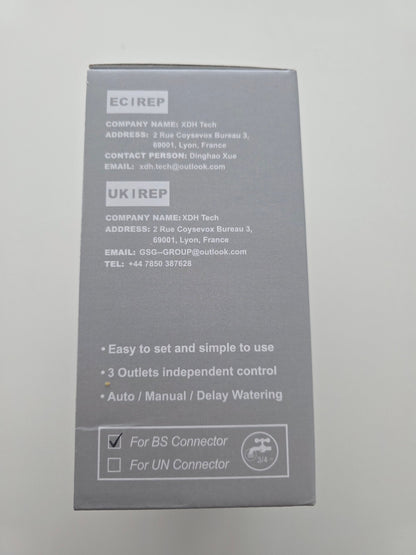 EC REP
COMPANY NAME: XDH Tech
ADDRESS: 2 Rue Coysevox Bureau 3,
69001, Lyon, France
CONTACT PERSON: Dinghao Xue
EMAIL: xdh.tech@outlook.com
UK REP
COMPANY NAME: XDH Tech
ADDRESS: 2 Rue Coysevox Bureau 3,
69001, Lyon, France
EMAIL: GSG--GROUP@outlook.com
TEL: +44 7850 387628
• Easy to set and simple to use
• 3 Outlets independent control
• Auto / Manual / Delay Watering
For BS Connector
For UN Connector
3/4"